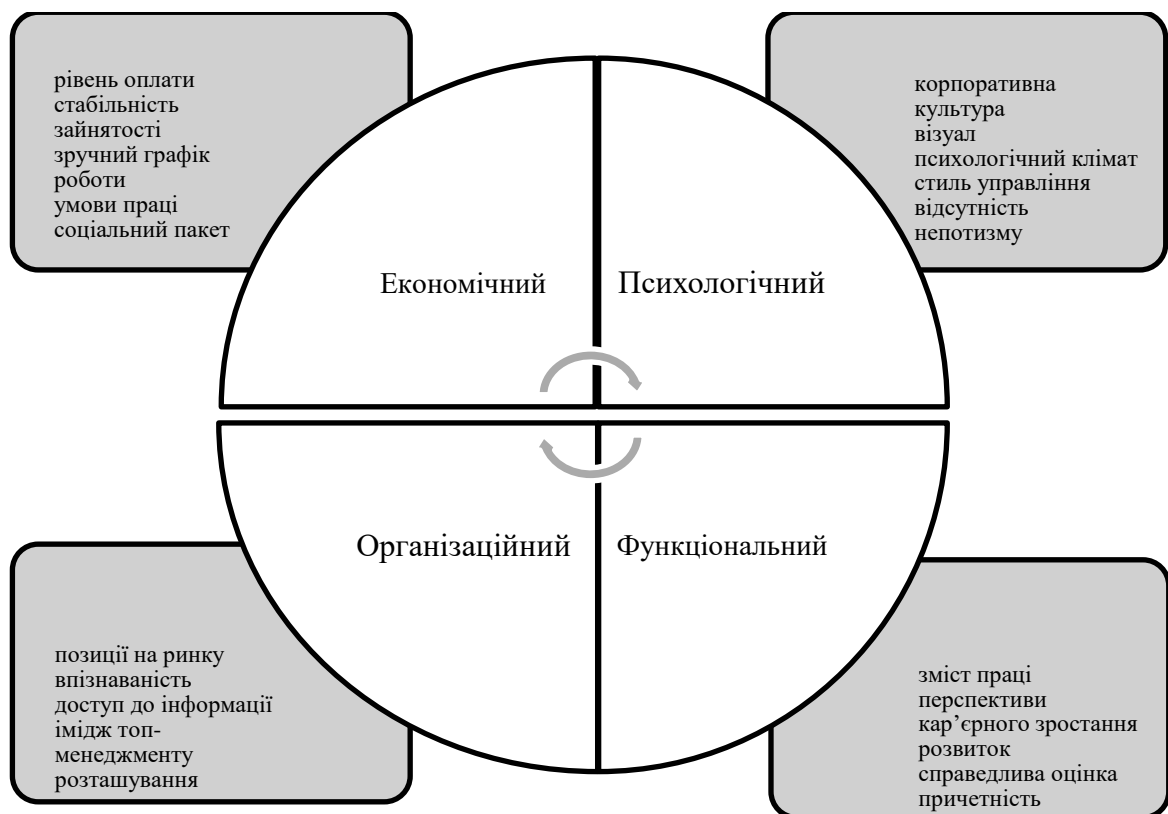 рівень оплати
стабільність
зайнятості
зручний графік
роботи
умови праці
соціальний пакет
корпоративна
культура
візуал
психологічний клімат
стиль управління
відсутність
непотизму
Економічний
Психологічний
Організаційний
Функціональний
позиції на ринку
впізнаваність
доступ до інформації
імідж топ-
менеджменту
розташування
зміст праці
перспективи
кар’єрного зростання
розвиток
справедлива оцінка
причетність